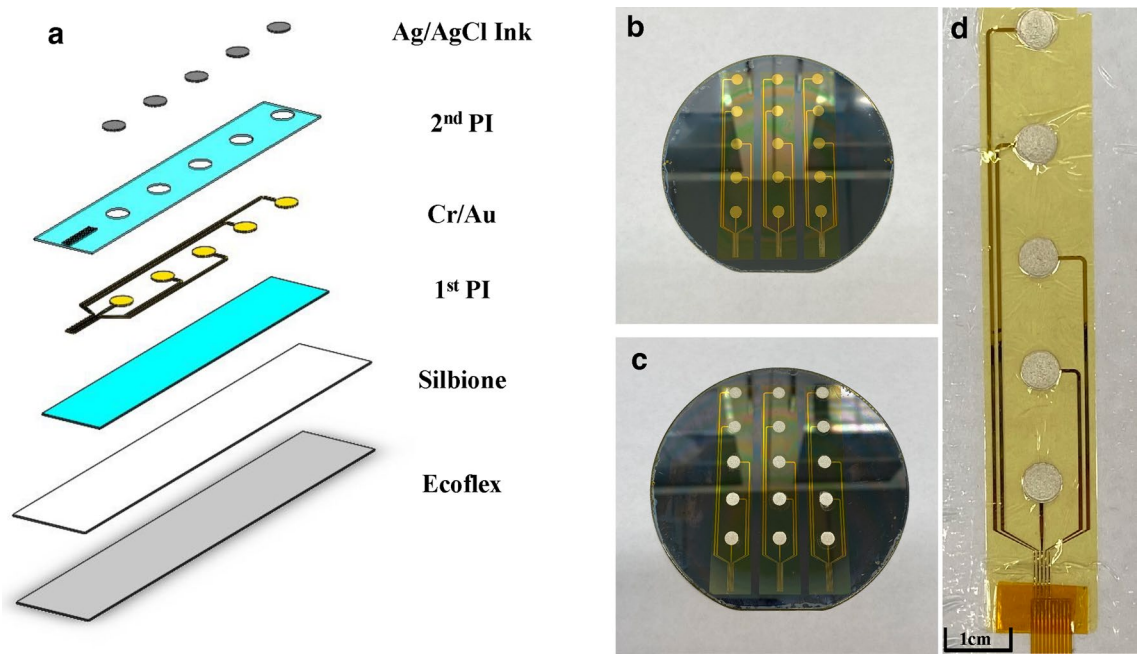 a
Ag/AgCl Ink
2nd PI
Cr/Au
1st PI
Silbione
Ecoflex
b
c
d
1cm